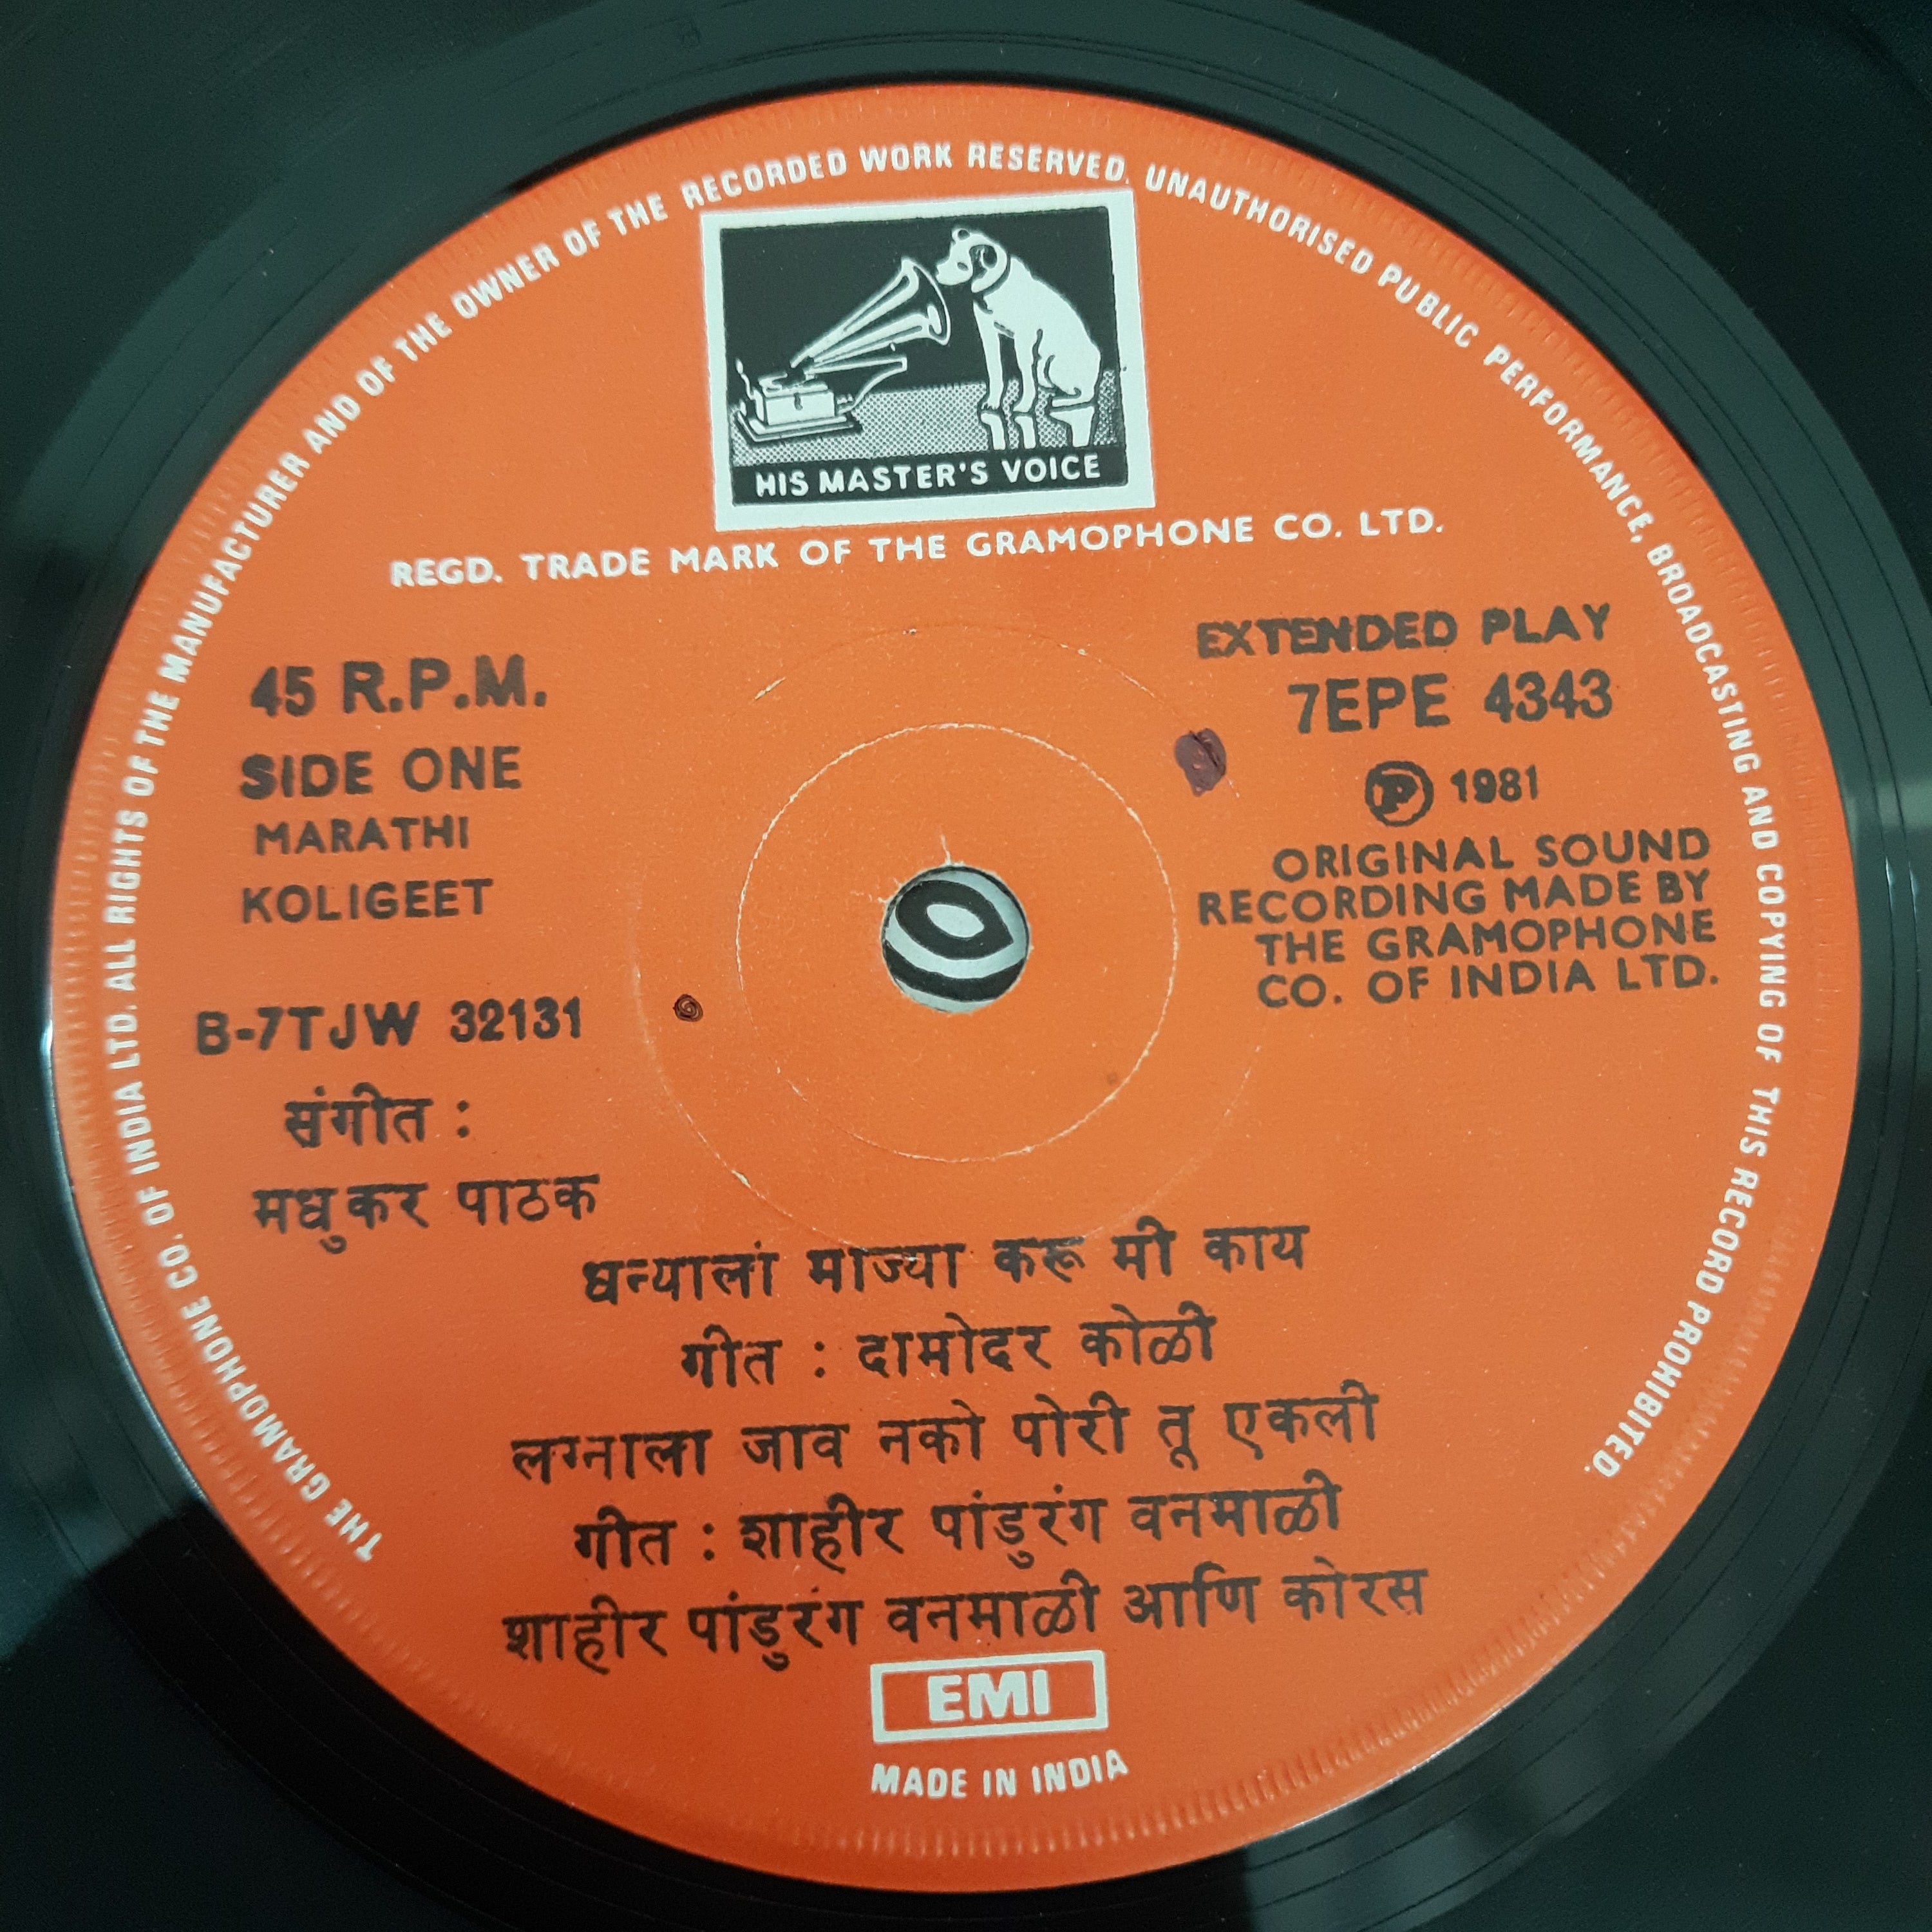 THE GRAMOPHONE CO. OF INDIA LTD. ALL RIGHTS OF THE MANUFACTURER AND OF THE OWNER OF THE RECORDED WORK RESERVED. UNAUTHORISED PUBLIC PERFORMANCE, BROADCASTING AND COPYING OF THIS RECORD PROHIBITED.
HIS MASTER'S VOICE
REGD. TRADE MARK OF THE GRAMOPHONE CO. LTD.
45 R.P.M.
SIDE ONE
MARATHI
KOLIGEET
B-7TJW 32131
संगीत :
मधुकर पाठक
EXTENDED PLAY
7EPE 4343
Ⓟ 1981
ORIGINAL SOUND
RECORDING MADE BY
THE GRAMOPHONE
CO. OF INDIA LTD.
धन्याला माज्या करू मी काय
गीत : दामोदर कोळी
लग्नाला जाव नको पोरी तू एकली
गीत : शाहीर पांडुरंग वनमाळी
शाहीर पांडुरंग वनमाळी आणि कोरस
EMI
MADE IN INDIA